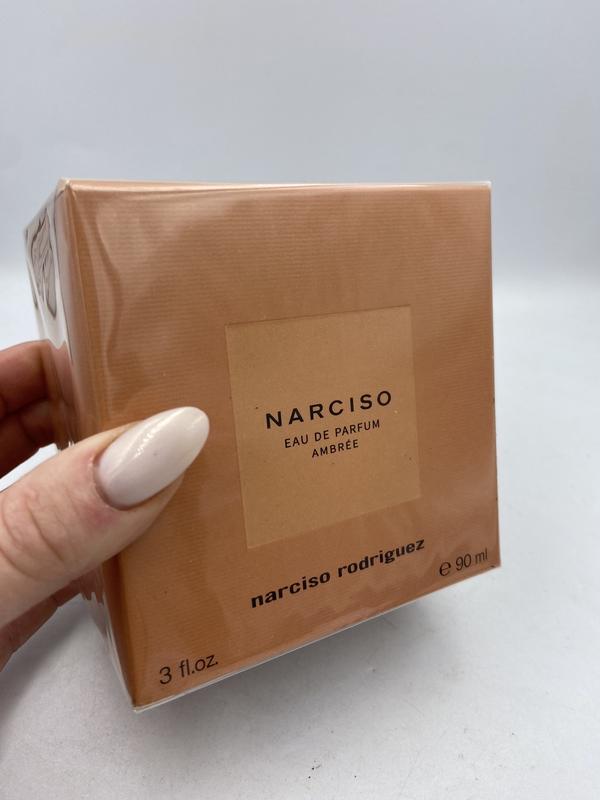 NARCISO
EAU DE PARFUM
AMBRÉE
narciso rodriguez
℮ 90 ml
3 fl.oz.